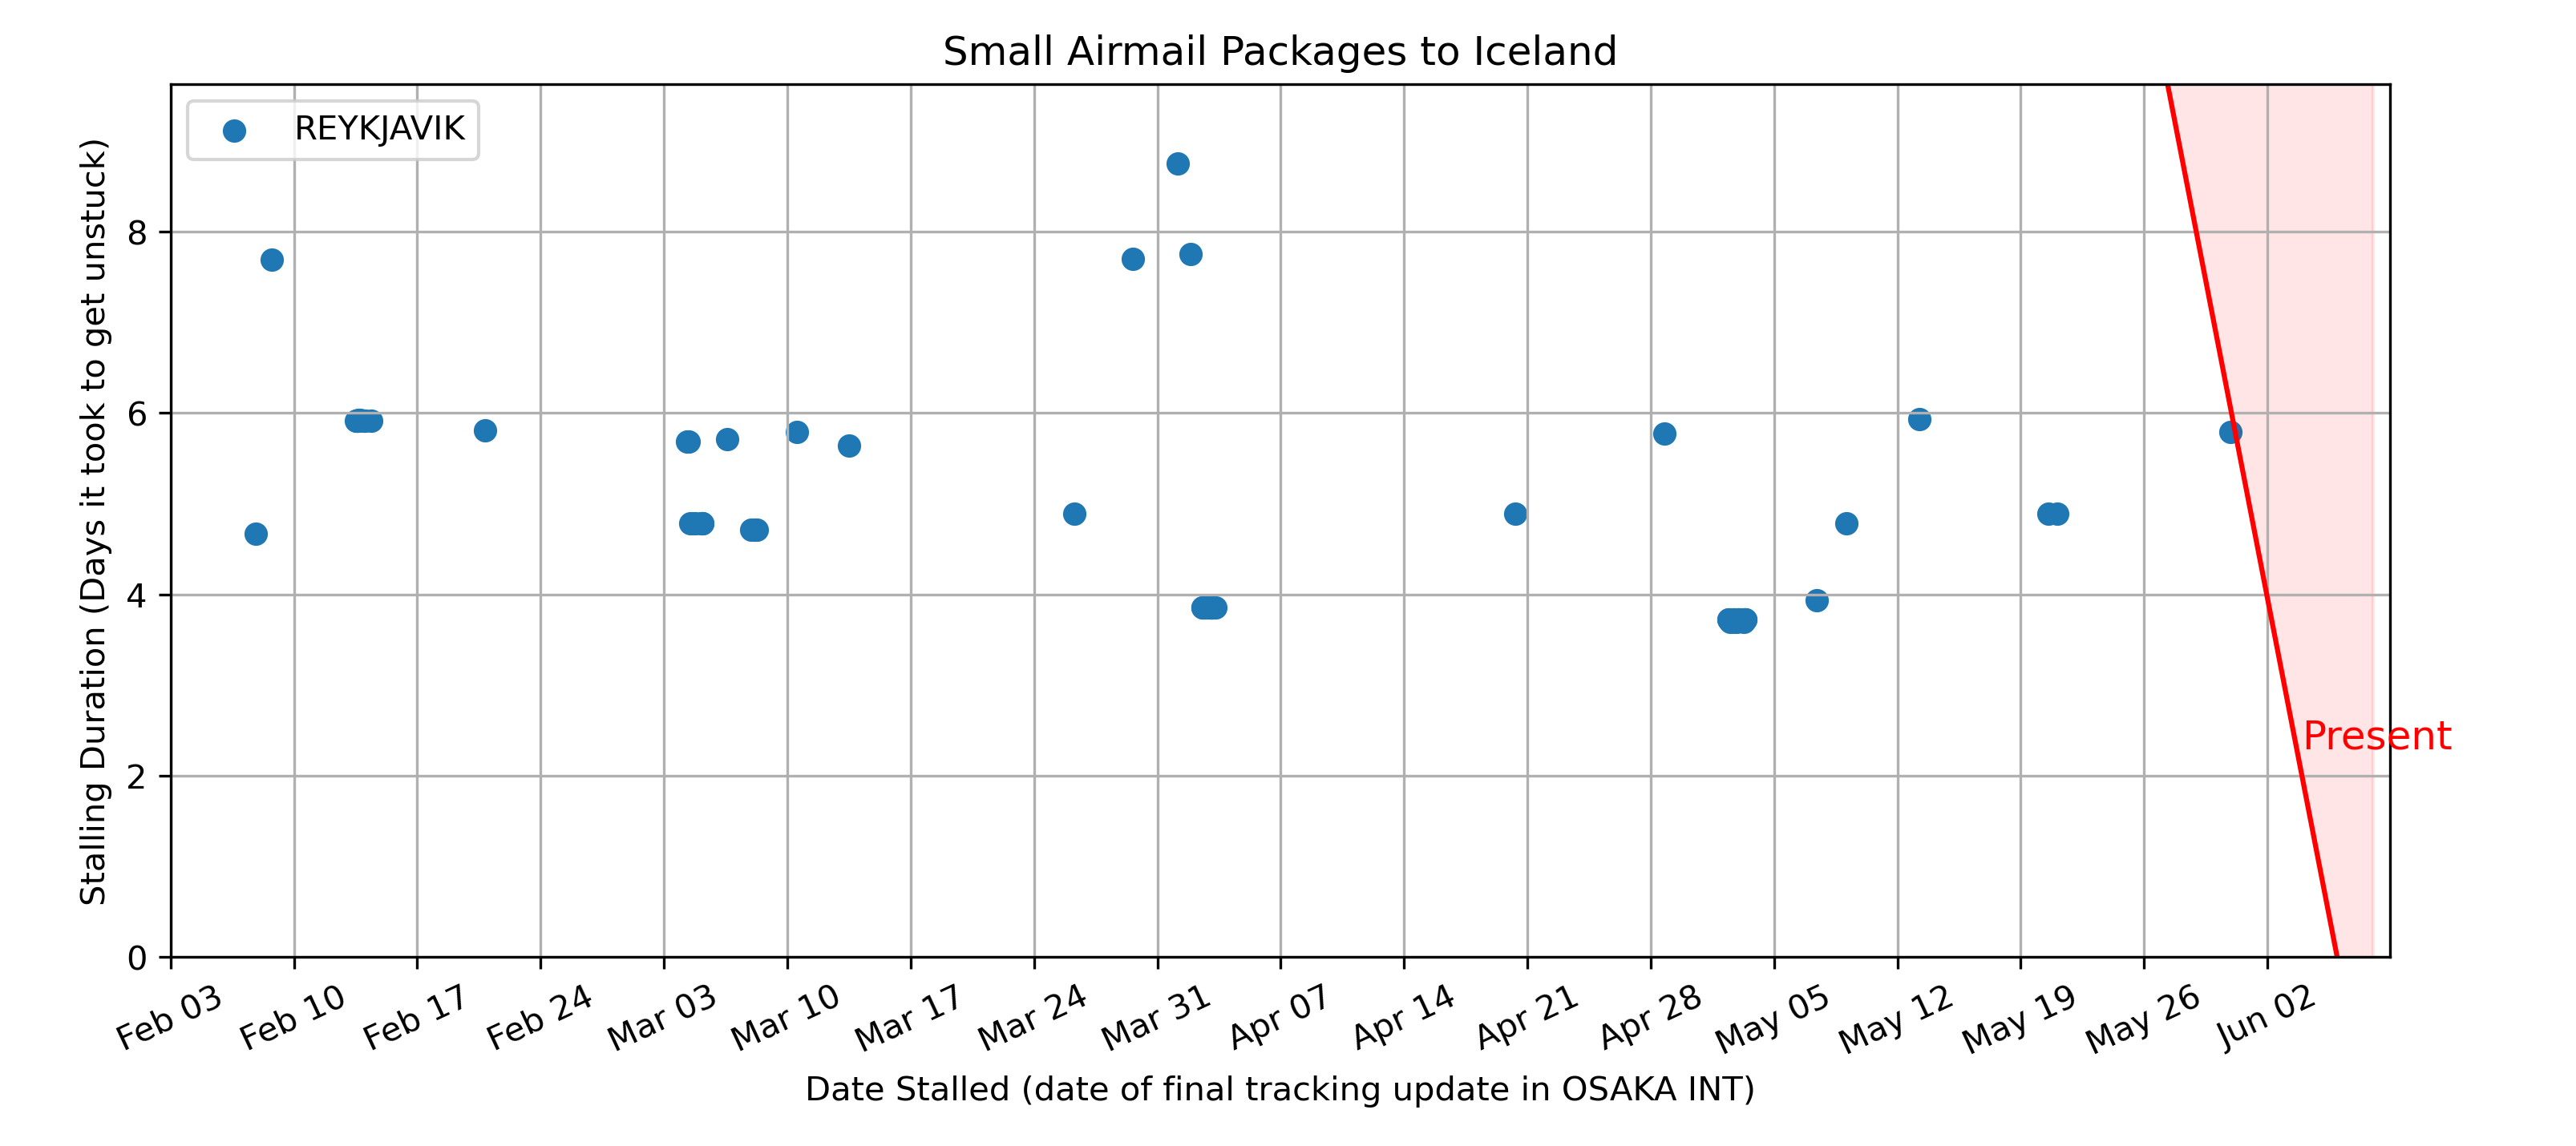 Small Airmail Packages to Iceland
REYKJAVIK
Stalling Duration (Days it took to get unstuck)
8
6
4
2
0
Present
Feb 03
Feb 10
Feb 17
Feb 24
Mar 03
Mar 10
Mar 17
Mar 24
Mar 31
Apr 07
Apr 14
Apr 21
Apr 28
May 05
May 12
May 19
May 26
Jun 02
Date Stalled (date of final tracking update in OSAKA INT)